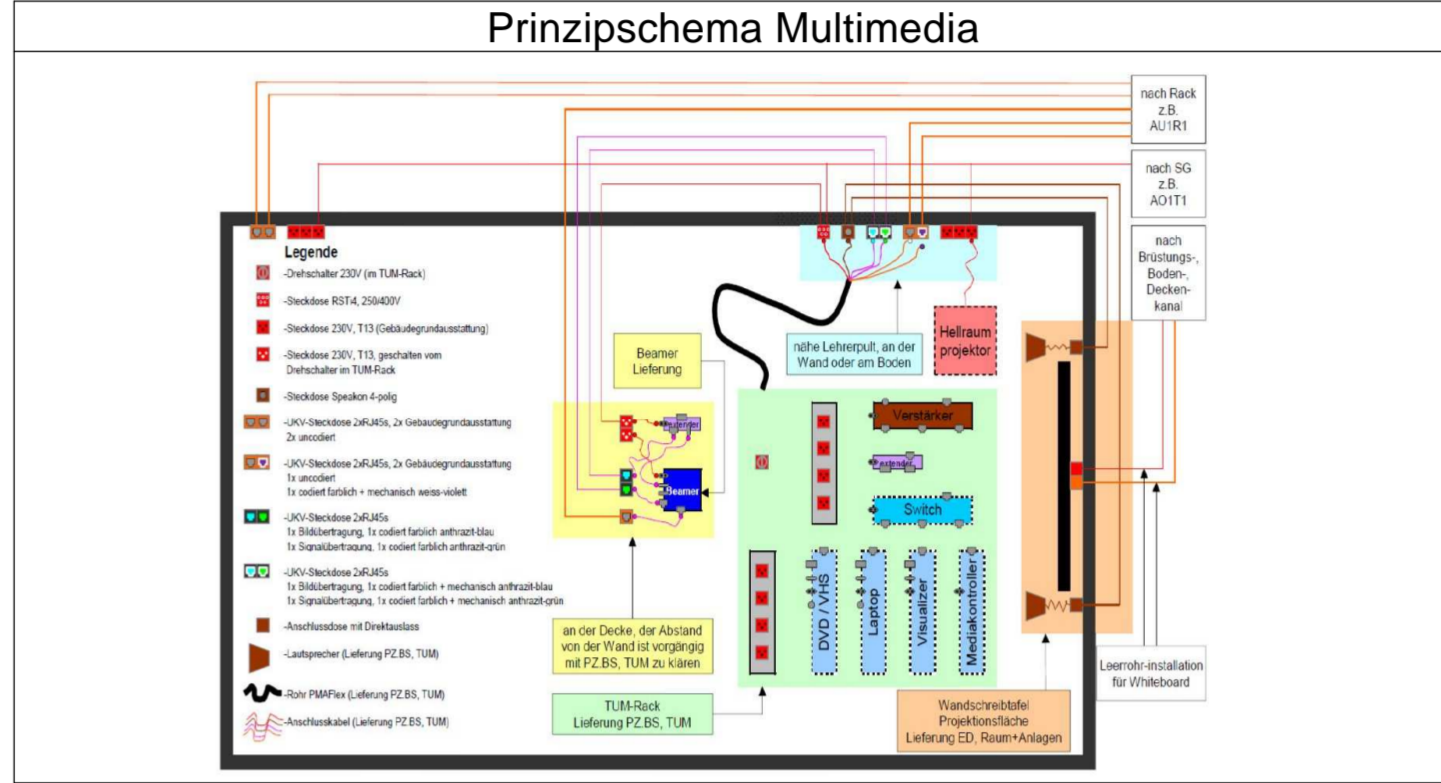 Prinzipschema Multimedia
nach Rack
z.B.
AU1R1
nach SG
z.B.
AO1T1
nach
Brüstungs-,
Boden-,
Decken-
kanal
Legende
-Drehschalter 230V (im TUM-Rack)
-Steckdose RSTi4, 250/400V
-Steckdose 230V, T13 (Gebäudegrundausstattung)
-Steckdose 230V, T13, geschalten vom
Drehschalter im TUM-Rack
-Steckdose Speakon 4-polig
-UKV-Steckdose 2xRJ45s, 2x Gebäudegrundausstattung
2x uncodiert
-UKV-Steckdose 2xRJ45s, 2x Gebäudegrundausstattung
1x uncodiert
1x codiert farblich + mechanisch weiss-violett
-UKV-Steckdose 2xRJ45s
1x Bildübertragung, 1x codiert farblich anthrazit-blau
1x Signalübertragung, 1x codiert farblich anthrazit-grün
-UKV-Steckdose 2xRJ45s
1x Bildübertragung, 1x codiert farblich + mechanisch anthrazit-blau
1x Signalübertragung, 1x codiert farblich + mechanisch anthrazit-grün
-Anschlussdose mit Direktauslass
-Lautsprecher (Lieferung PZ.BS, TUM)
-Rohr PMAFlex (Lieferung PZ.BS, TUM)
-Anschlusskabel (Lieferung PZ.BS, TUM)
Beamer
Lieferung
nähe Lehrerpult, an der
Wand oder am Boden
Hellraum
projektor
extender
Beamer
Verstärker
extender
Switch
DVD / VHS
Laptop
Visualizer
Mediakontroller
an der Decke, der Abstand
von der Wand ist vorgängig
mit PZ.BS, TUM zu klären
TUM-Rack
Lieferung PZ.BS, TUM
Wandschreibtafel
Projektionsfläche
Lieferung ED, Raum+Anlagen
Leerrohr-installation
für Whiteboard